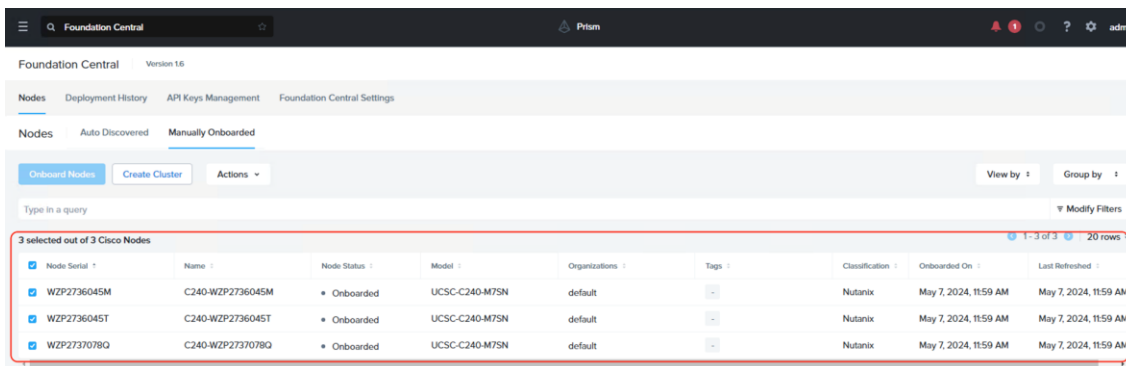 Foundation Central
Prism
1
?
adm
Foundation Central Version 1.6
Nodes Deployment History API Keys Management Foundation Central Settings
Nodes Auto Discovered Manually Onboarded
Onboard Nodes Create Cluster Actions View by Group by
Type in a query Modify Filters
3 selected out of 3 Cisco Nodes 1 - 3 of 3 20 rows
Node Serial Name Node Status Model Organizations Tags Classification Onboarded On Last Refreshed
WZP2736045M C240-WZP2736045M Onboarded UCSC-C240-M7SN default - Nutanix May 7, 2024, 11:59 AM May 7, 2024, 11:59 AM
WZP2736045T C240-WZP2736045T Onboarded UCSC-C240-M7SN default - Nutanix May 7, 2024, 11:59 AM May 7, 2024, 11:59 AM
WZP2737078Q C240-WZP2737078Q Onboarded UCSC-C240-M7SN default - Nutanix May 7, 2024, 11:59 AM May 7, 2024, 11:59 AM